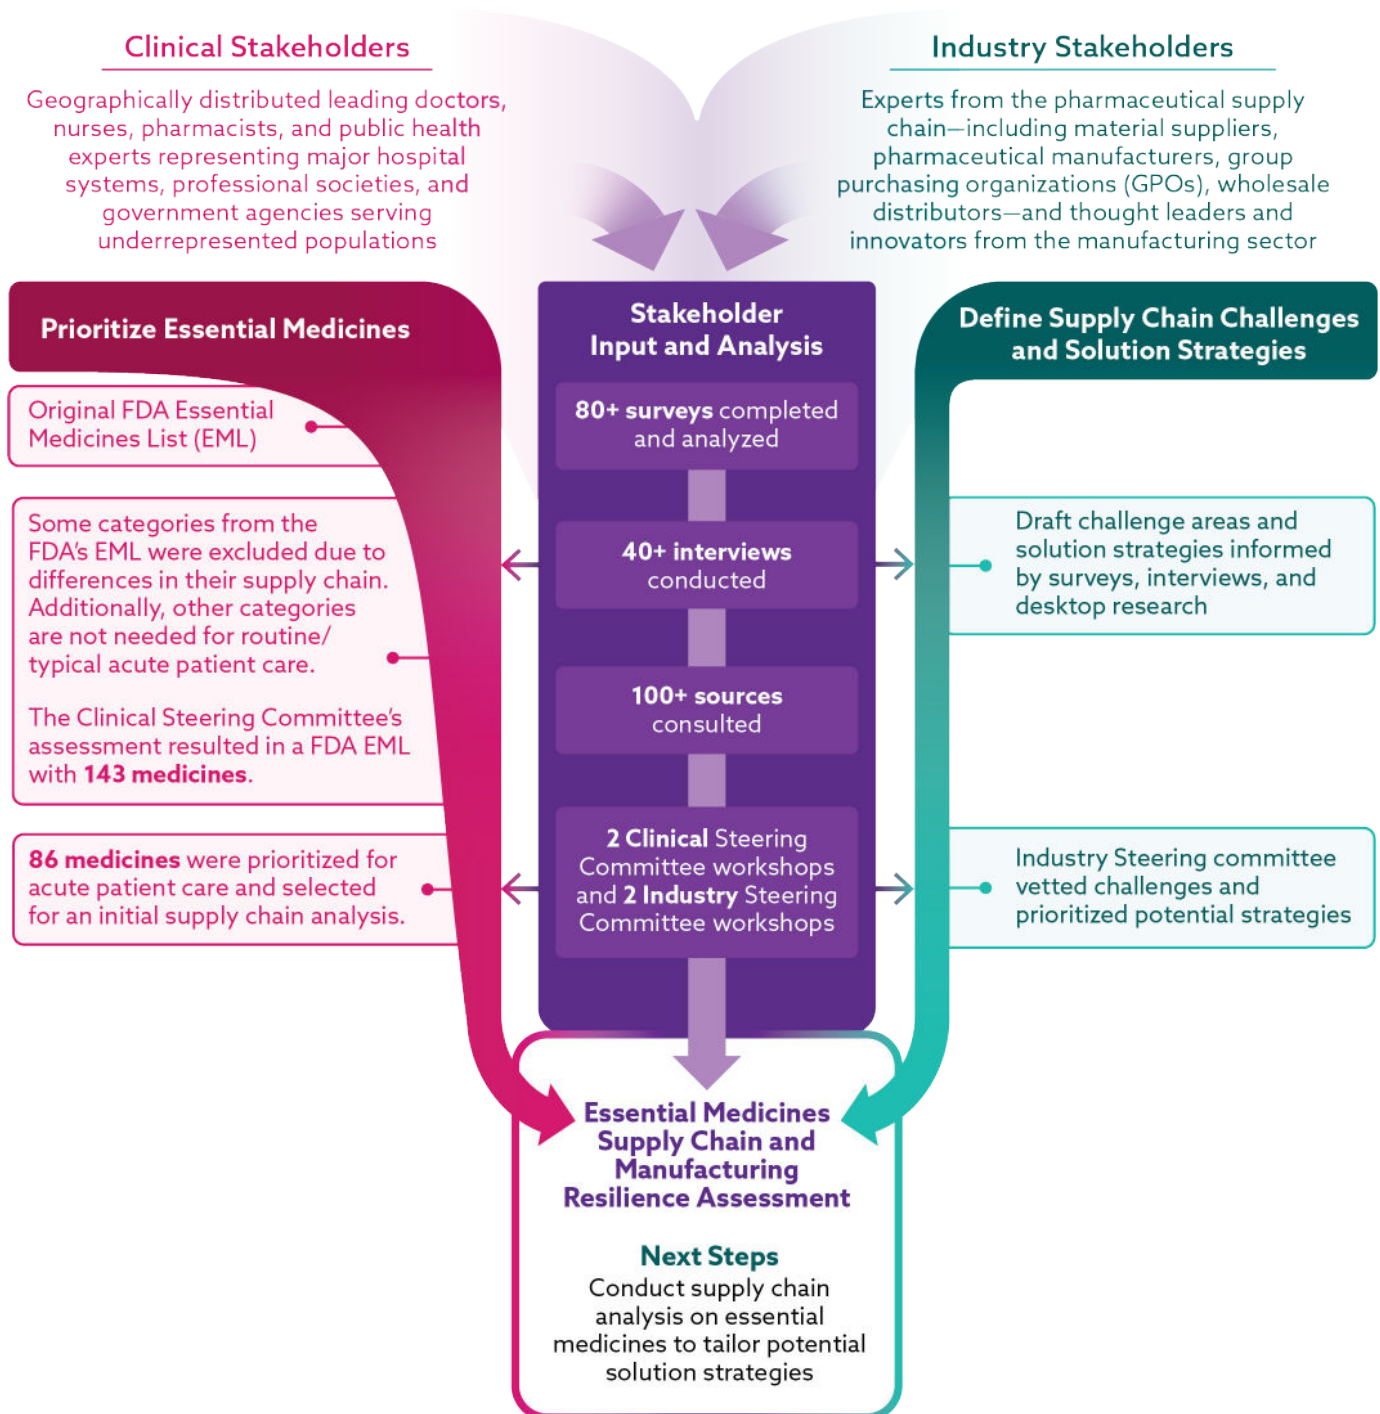 Clinical Stakeholders
Geographically distributed leading doctors,
nurses, pharmacists, and public health
experts representing major hospital
systems, professional societies, and
government agencies serving
underrepresented populations
Industry Stakeholders
Experts from the pharmaceutical supply
chain—including material suppliers,
pharmaceutical manufacturers, group
purchasing organizations (GPOs), wholesale
distributors—and thought leaders and
innovators from the manufacturing sector
Prioritize Essential Medicines
Original FDA Essential
Medicines List (EML)
Some categories from the
FDA’s EML were excluded due to
differences in their supply chain.
Additionally, other categories
are not needed for routine/
typical acute patient care.
The Clinical Steering Committee’s
assessment resulted in a FDA EML
with 143 medicines.
86 medicines were prioritized for
acute patient care and selected
for an initial supply chain analysis.
Stakeholder
Input and Analysis
80+ surveys completed
and analyzed
40+ interviews
conducted
100+ sources
consulted
2 Clinical Steering
Committee workshops
and 2 Industry Steering
Committee workshops
Define Supply Chain Challenges
and Solution Strategies
Draft challenge areas and
solution strategies informed
by surveys, interviews, and
desktop research
Industry Steering committee
vetted challenges and
prioritized potential strategies
Essential Medicines
Supply Chain and
Manufacturing
Resilience Assessment
Next Steps
Conduct supply chain
analysis on essential
medicines to tailor potential
solution strategies